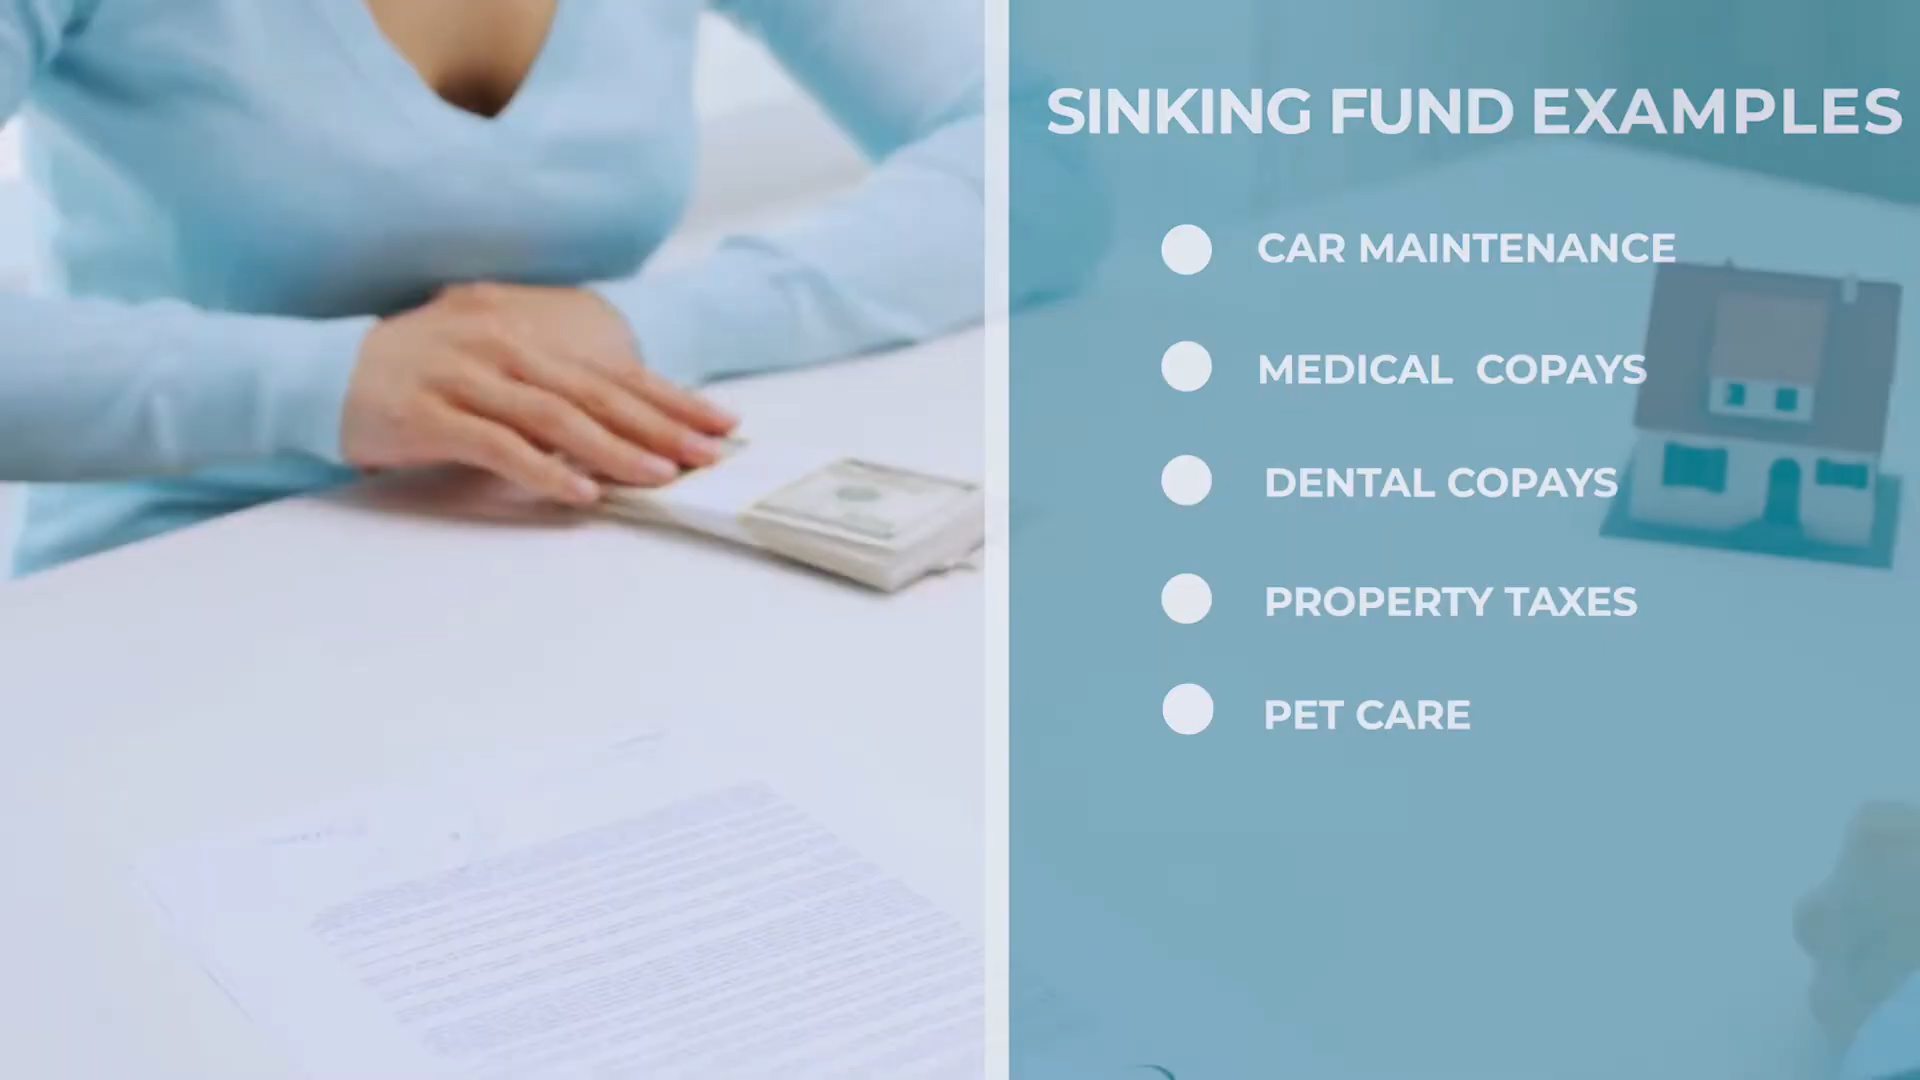 SINKING FUND EXAMPLES
CAR MAINTENANCE
MEDICAL COPAYS
DENTAL COPAYS
PROPERTY TAXES
PET CARE